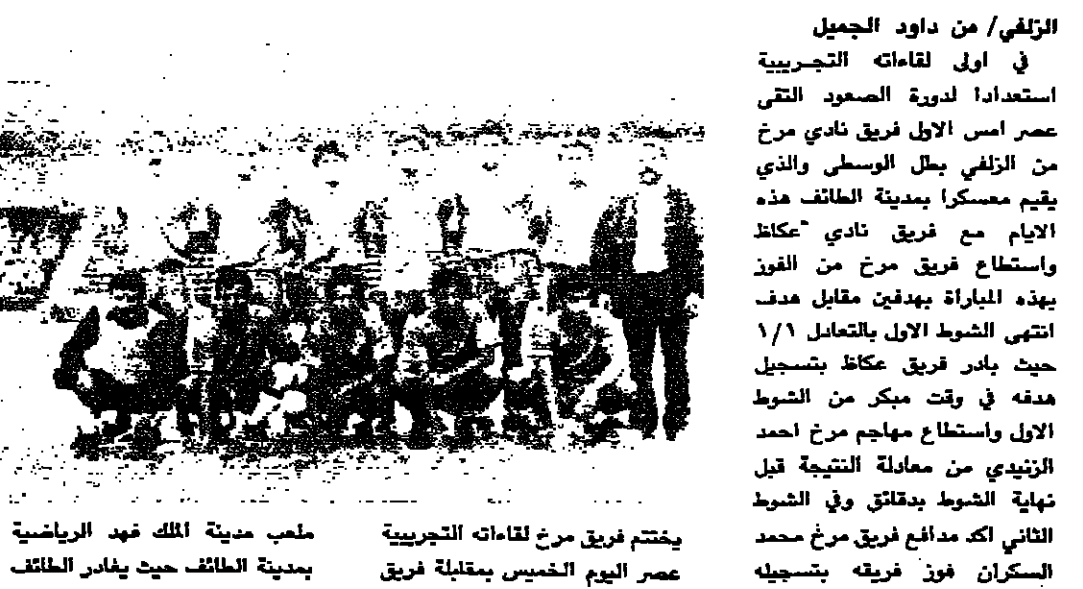 الزلفي/ من داود الجميل
في اولى لقاءاته التجريبية
استعدادا لدورة الصعود التقى
عصر امس الاول فريق نادي مرخ
من الزلفي بطل الوسطى والذي
يقيم معسكرا بمدينة الطائف هذه
الايام مع فريق نادي عكاظ
واستطاع فريق مرخ من الفوز
بهذه المباراة بهدفين مقابل هدف
انتهى الشوط الاول بالتعادل ١/١
حيث بادر فريق عكاظ بتسجيل
هدفه في وقت مبكر من الشوط
الاول واستطاع مهاجم مرخ احمد
الزنيدي من معادلة النتيجة قبل
نهاية الشوط بدقائق وفي الشوط
الثاني اكد مدافع فريق مرخ محمد
السكران فوز فريقه بتسجيله
يختتم فريق مرخ لقاءاته التجريبية
عصر اليوم الخميس بمقابلة فريق
ملعب مدينة الملك فهد الرياضية
بمدينة الطائف حيث يغادر الطائف